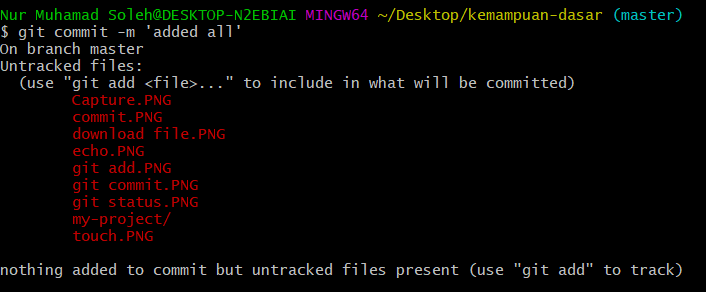 Nur Muhamad Soleh@DESKTOP-N2EBIAI MINGW64 ~/Desktop/kemampuan-dasar (master)
$ git commit -m 'added all'
On branch master
Untracked files:
  (use "git add <file>..." to include in what will be committed)
        Capture.PNG
        commit.PNG
        download file.PNG
        echo.PNG
        git add.PNG
        git commit.PNG
        git status.PNG
        my-project/
        touch.PNG

nothing added to commit but untracked files present (use "git add" to track)